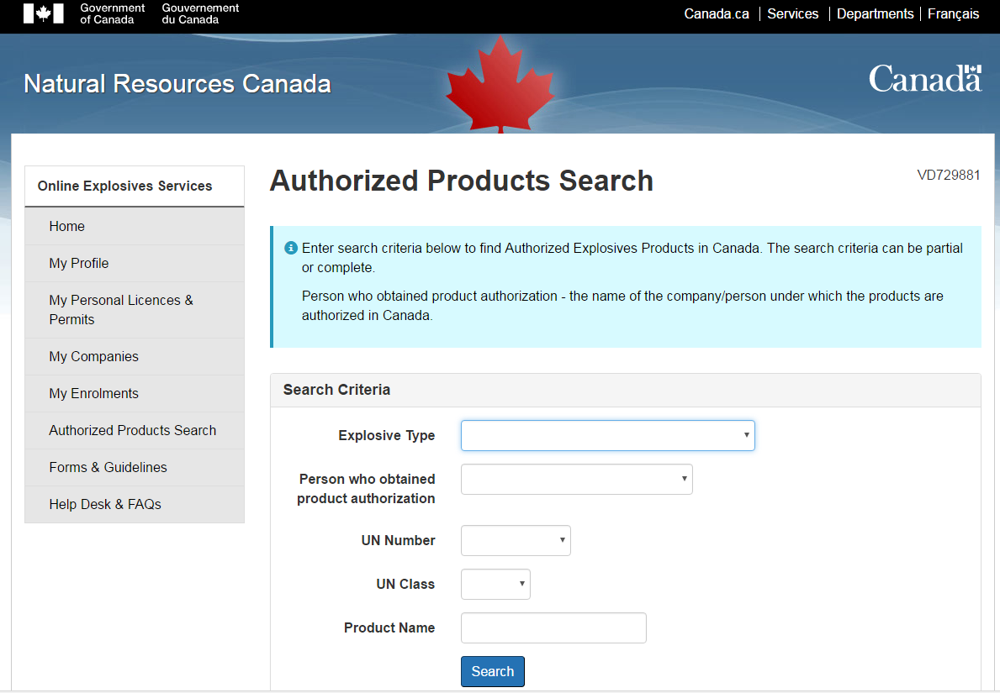 Government of Canada
Gouvernement du Canada
Canada.ca | Services | Departments | Français
Natural Resources Canada
Canada
Online Explosives Services
Home
My Profile
My Personal Licences &
Permits
My Companies
My Enrolments
Authorized Products Search
Forms & Guidelines
Help Desk & FAQs
Authorized Products Search
VD729881
Enter search criteria below to find Authorized Explosives Products in Canada. The search criteria can be partial
or complete.
Person who obtained product authorization - the name of the company/person under which the products are
authorized in Canada.
Search Criteria
Explosive Type
Person who obtained
product authorization
UN Number
UN Class
Product Name
Search